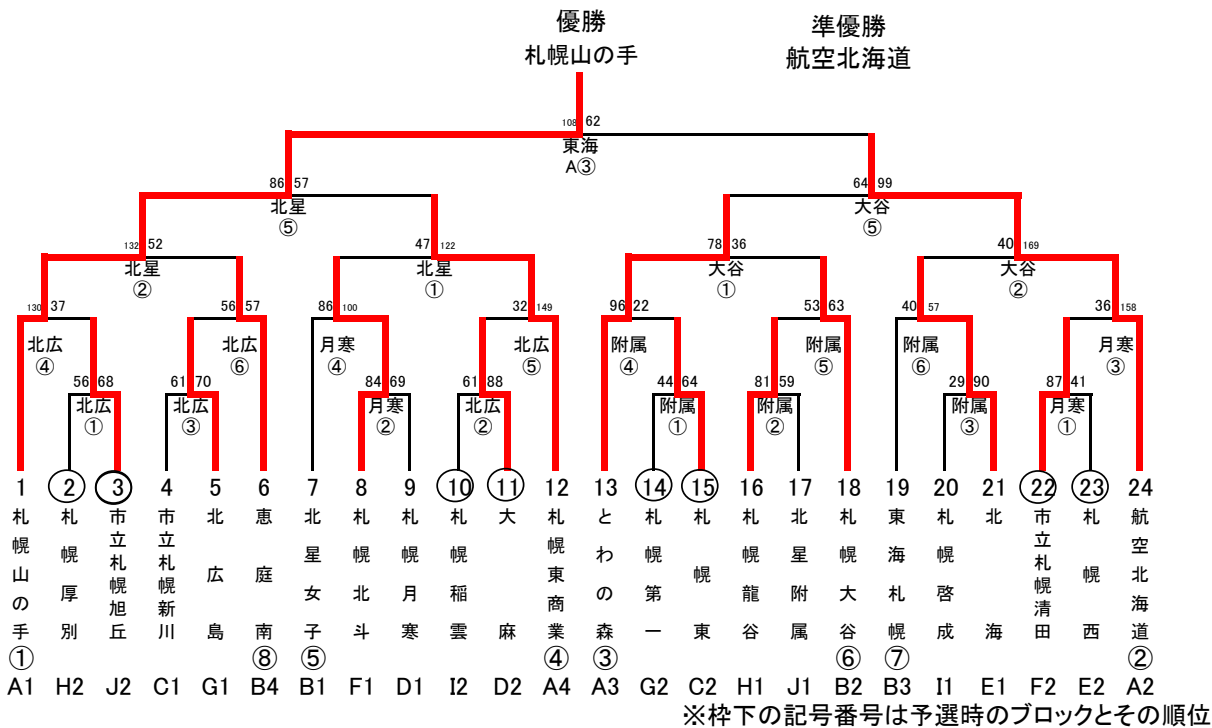 優勝
準優勝
札幌山の手
航空北海道
108 62
東海
A③
86 57
64 99
北星
⑤
大谷
⑤
132 52
47 122
78 36
40 169
北星
②
北星
①
大谷
①
大谷
②
130 37
56 57
86 100
32 149
96 22
53 63
40 57
36 158
北広
④
北広
⑥
月寒
④
北広
⑤
附属
④
附属
⑤
附属
⑥
月寒
③
56 68
61 70
84 69
61 88
44 64
81 59
29 90
87 41
北広
①
北広
③
月寒
②
北広
②
附属
①
附属
②
附属
③
月寒
①
1 2 3 4 5 6 7 8 9 10 11 12 13 14 15 16 17 18 19 20 21 22 23 24
札幌山の手
札幌厚別
市立札幌旭丘
市立札幌新川
北広島
恵庭南
北星女子
札幌北斗
札幌月寒
札幌稲雲
大麻
札幌東商業
とわの森
札幌第一
札幌東
札幌龍谷
北星附属
札幌大谷
東海札幌
札幌啓成
北海
市立札幌清田
札幌西
航空北海道
① ⑧ ⑤ ④ ③ ⑥ ⑦ ②
A1 H2 J2 C1 G1 B4 B1 F1 D1 I2 D2 A4 A3 G2 C2 H1 J1 B2 B3 I1 E1 F2 E2 A2
※枠下の記号番号は予選時のブロックとその順位